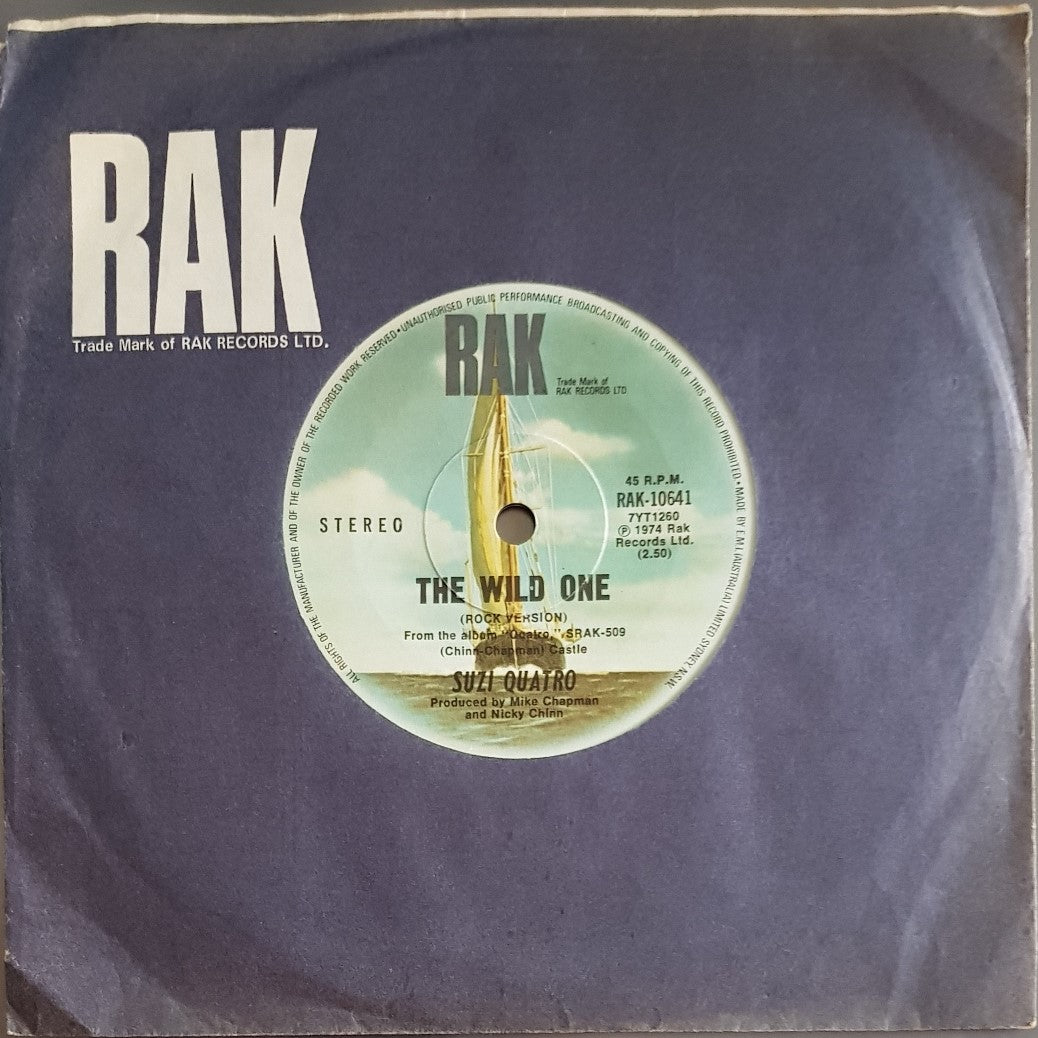 RAK
Trade Mark of RAK RECORDS LTD.
ALL RIGHTS OF THE MANUFACTURER AND OF THE OWNER OF THE RECORDED WORK RESERVED • UNAUTHORISED PUBLIC PERFORMANCE BROADCASTING AND COPYING OF THIS RECORD PROHIBITED • MADE BY E.M.I. (AUSTRALIA) LIMITED SYDNEY. N.S.W.
RAK
Trade Mark of
RAK RECORDS LTD
STEREO
45 R.P.M.
RAK-10641
7YT1260
Ⓟ 1974 Rak
Records Ltd.
(2.50)
THE WILD ONE
(ROCK VERSION)
From the album SRAK-509
(Chinn-Chapman) Castle
SUZI QUATRO
Produced by Mike Chapman
and Nicky Chinn